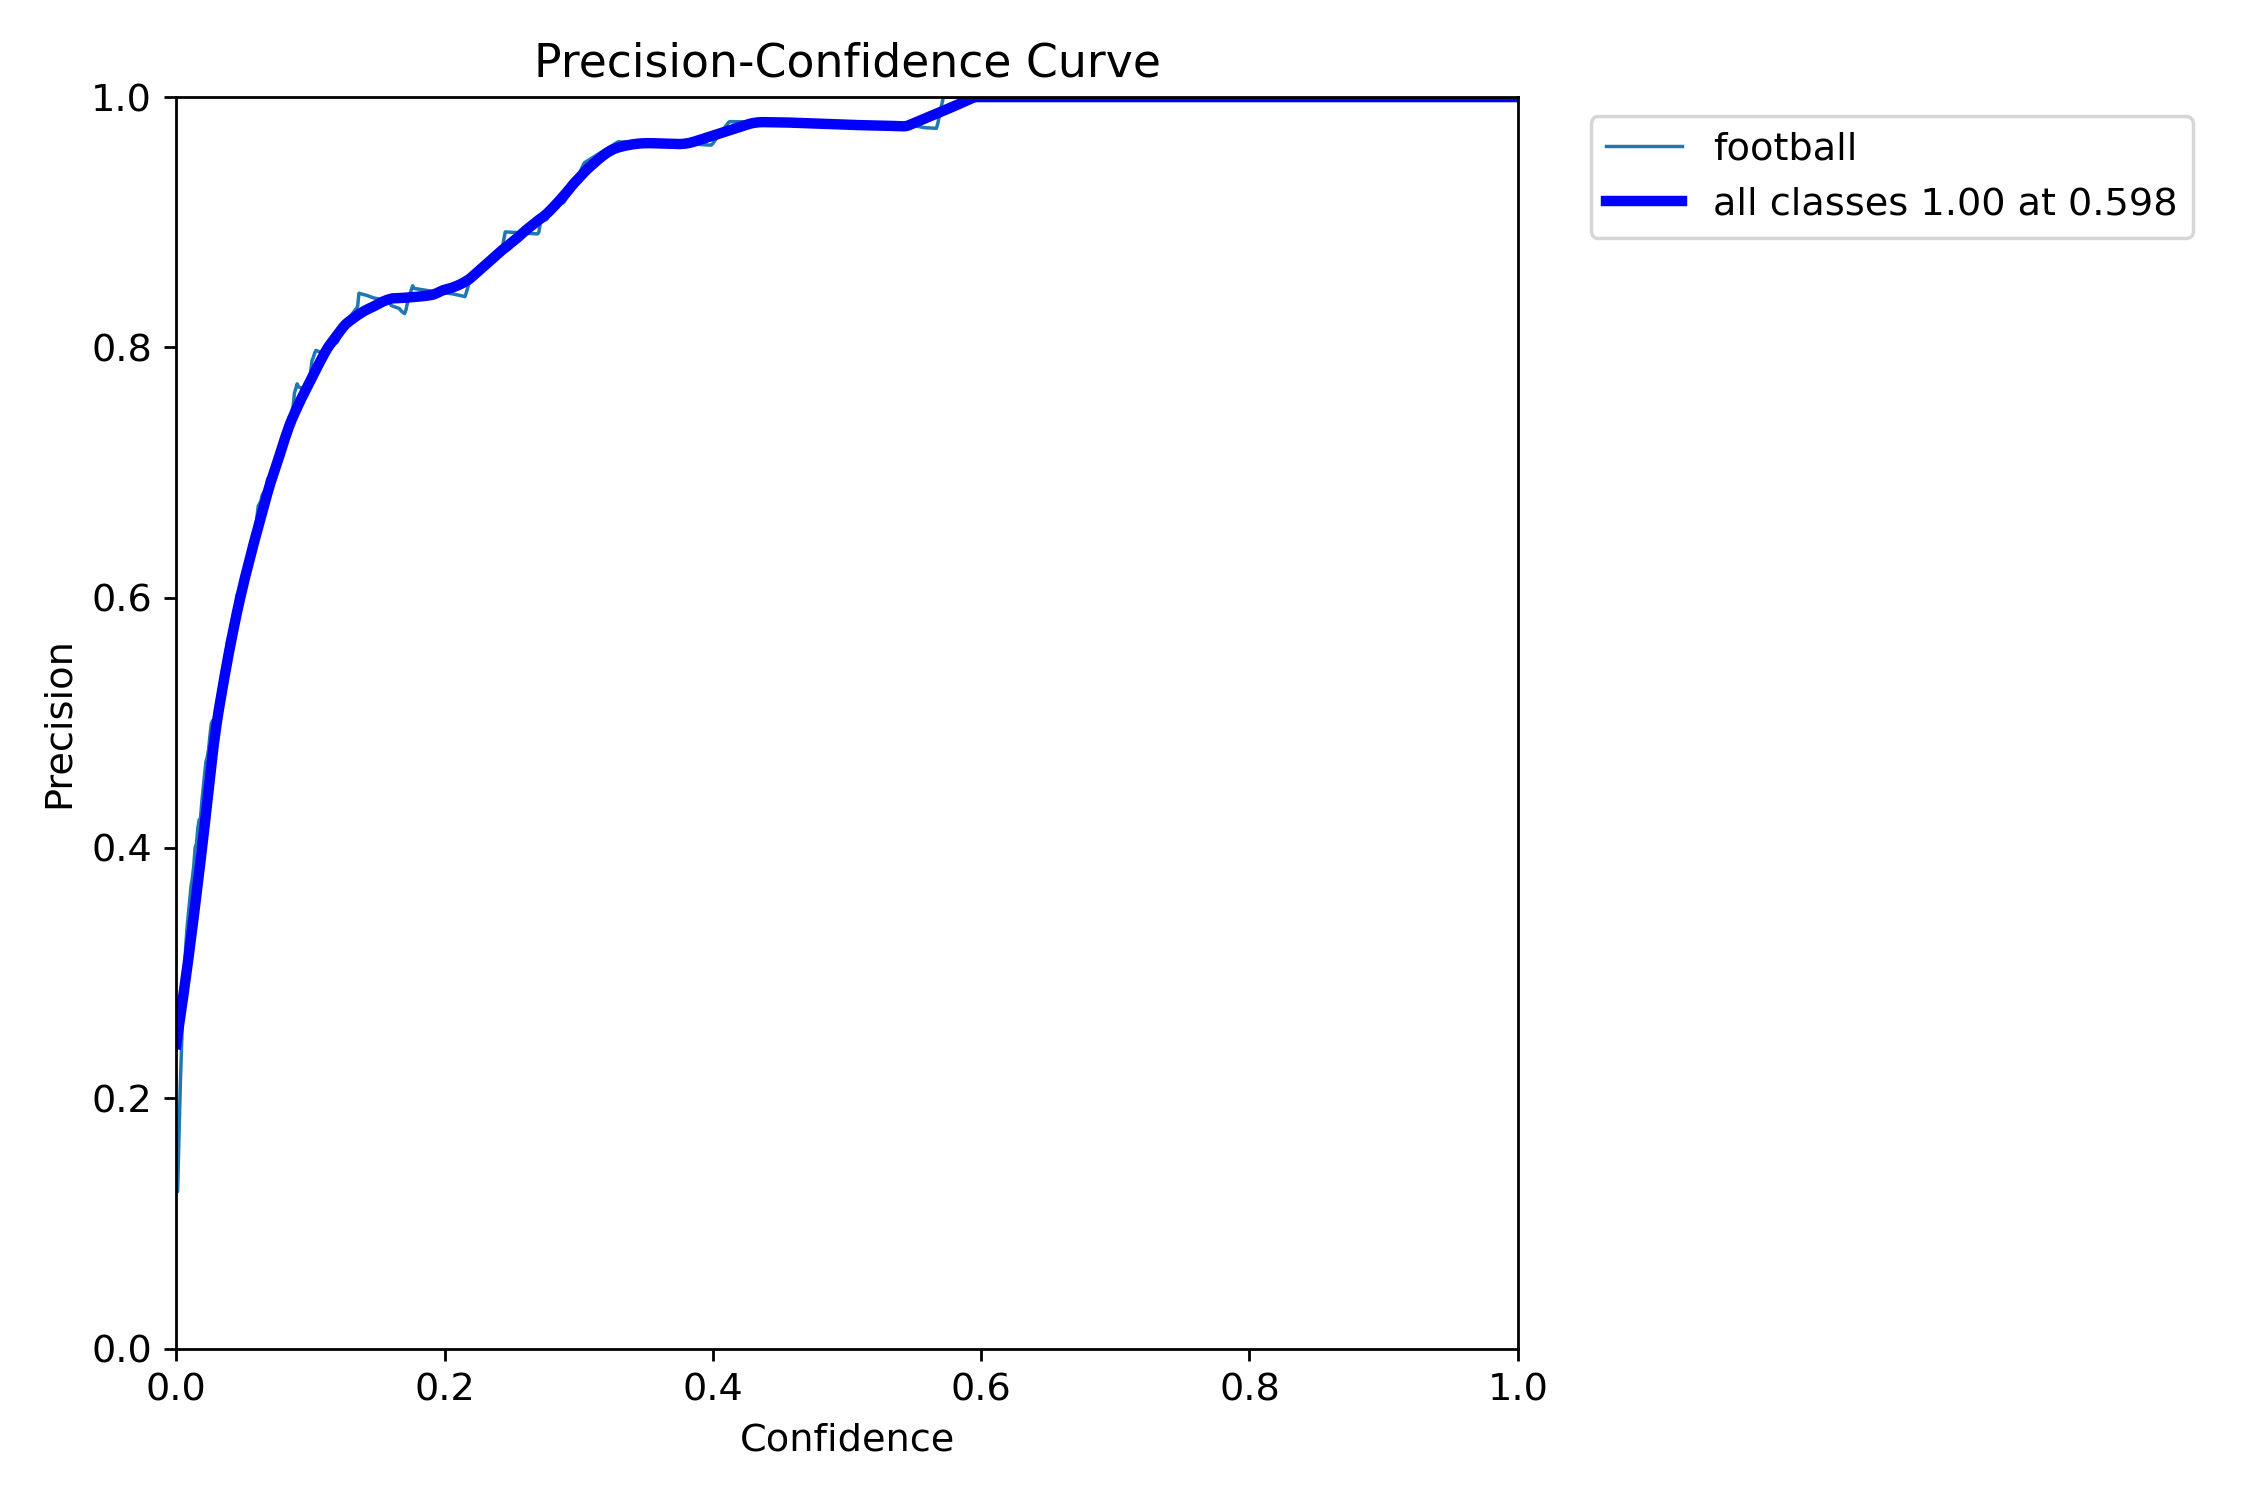 Precision-Confidence Curve
1.0
0.8
0.6
0.4
0.2
0.0
Precision
0.0 0.2 0.4 0.6 0.8 1.0
Confidence
football
all classes 1.00 at 0.598